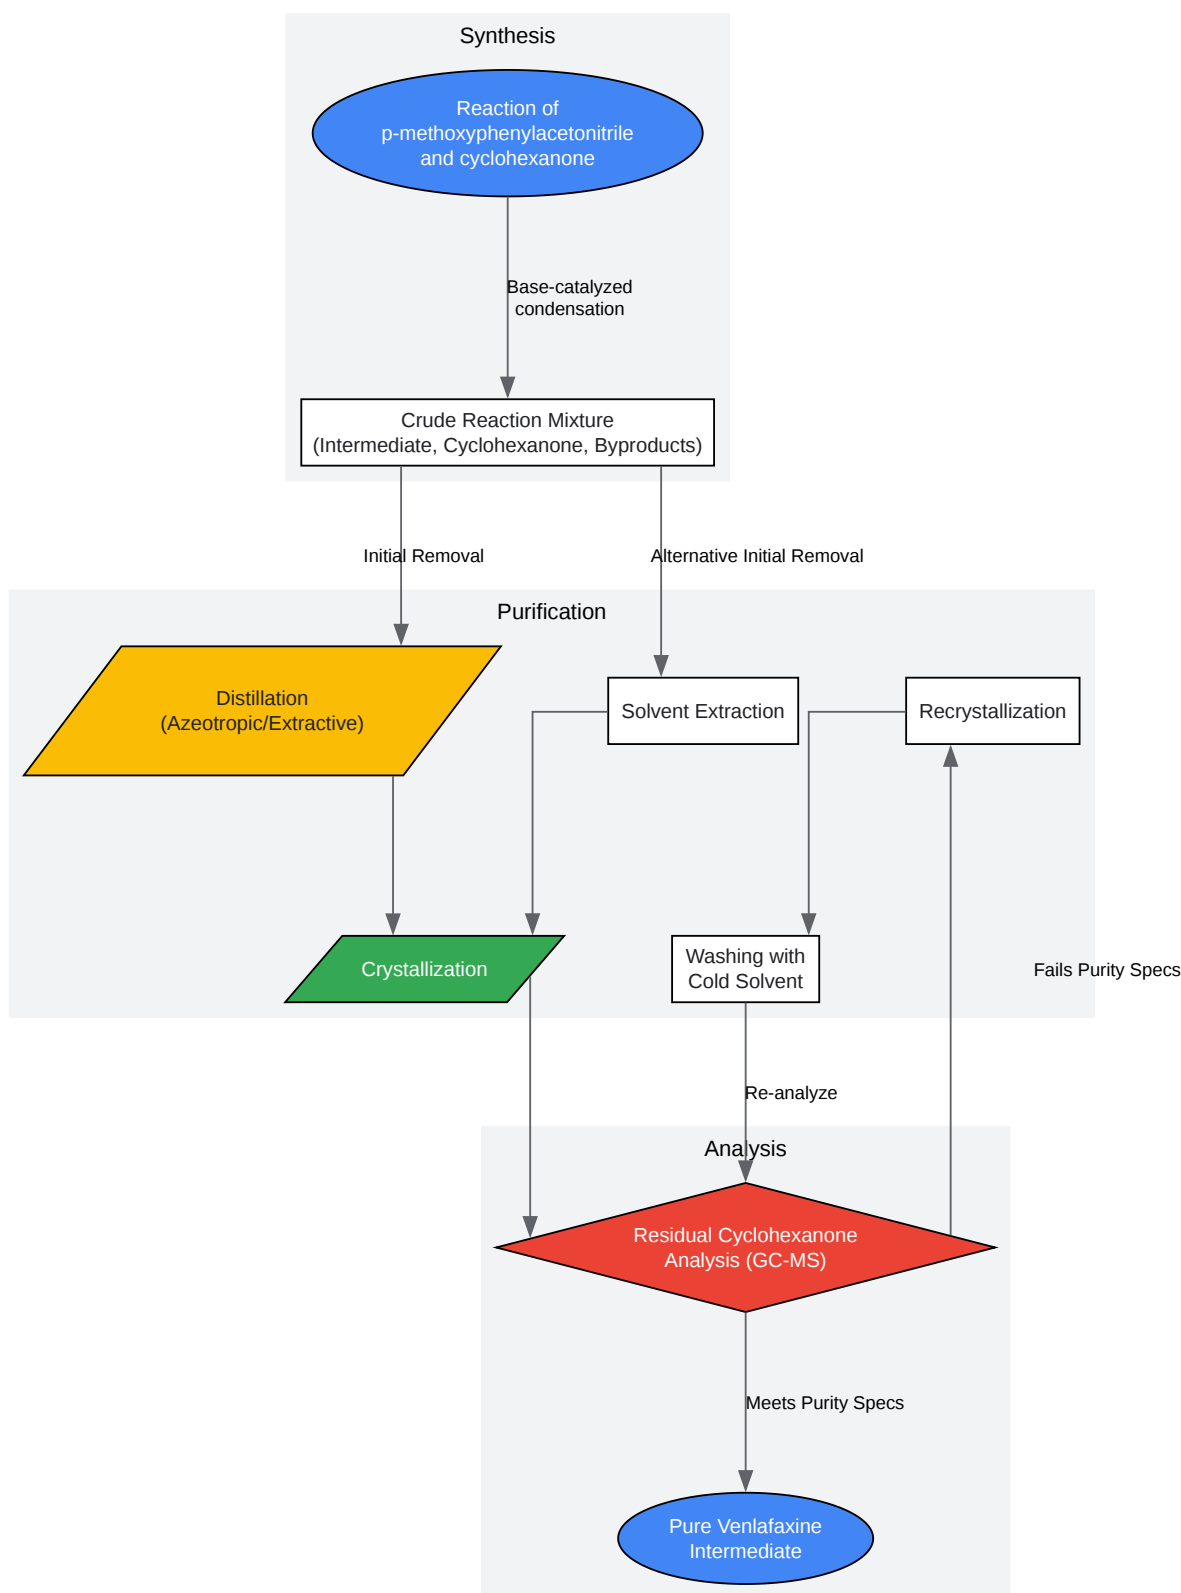 Synthesis
Reaction of
p-methoxyphenylacetonitrile
and cyclohexanone
Base-catalyzed
condensation
Crude Reaction Mixture
(Intermediate, Cyclohexanone, Byproducts)
Initial Removal
Alternative Initial Removal
Purification
Distillation
(Azeotropic/Extractive)
Solvent Extraction
Recrystallization
Crystallization
Washing with
Cold Solvent
Fails Purity Specs
Re-analyze
Analysis
Residual Cyclohexanone
Analysis (GC-MS)
Meets Purity Specs
Pure Venlafaxine
Intermediate